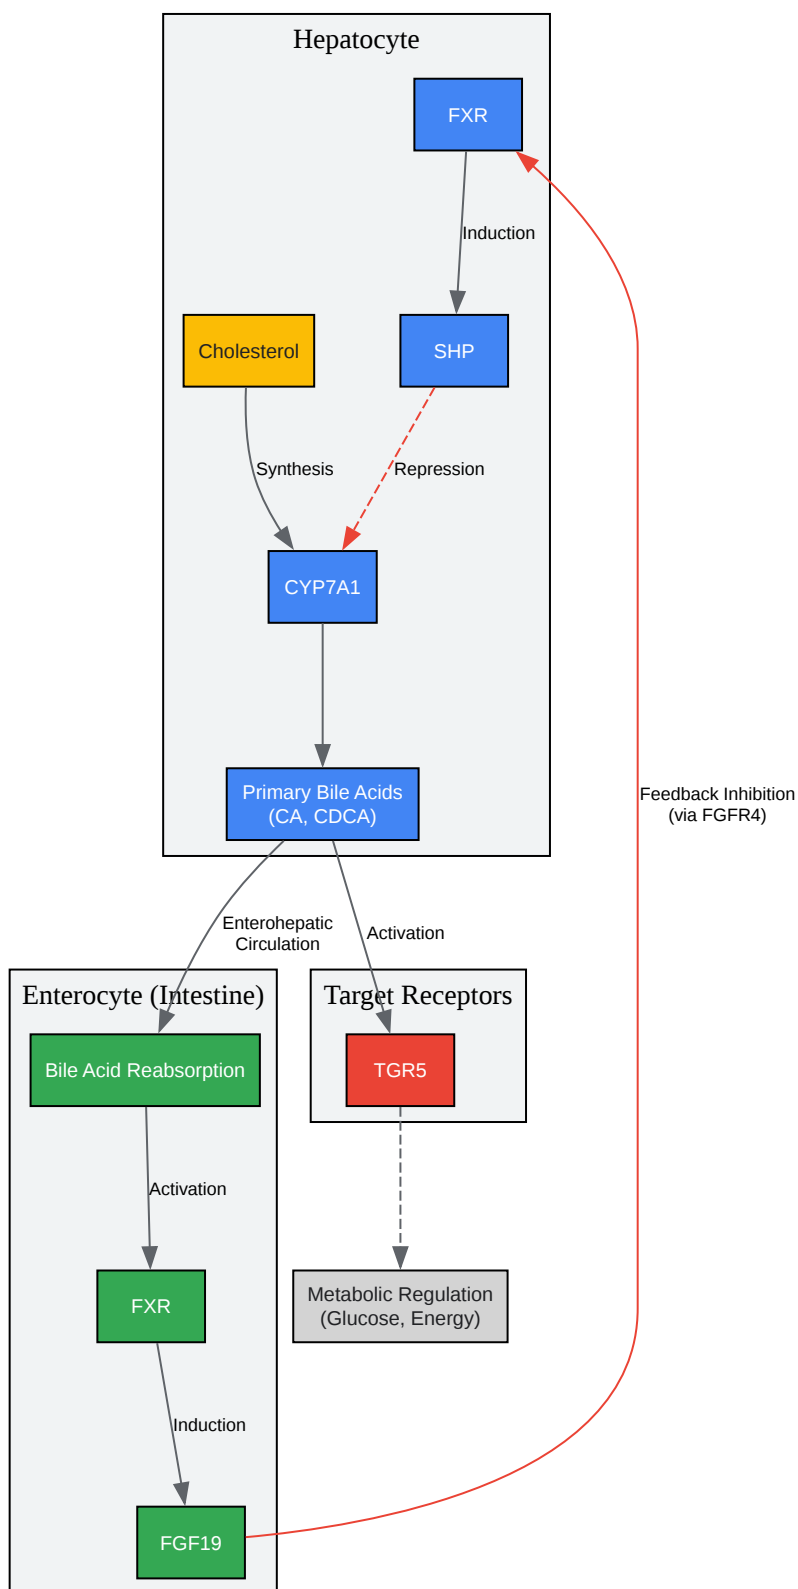 Hepatocyte
FXR
Induction
Cholesterol
SHP
Synthesis
Repression
CYP7A1
Primary Bile Acids
(CA, CDCA)
Feedback Inhibition
(via FGFR4)
Enterohepatic
Circulation
Activation
Enterocyte (Intestine)
Target Receptors
Bile Acid Reabsorption
TGR5
Activation
FXR
Metabolic Regulation
(Glucose, Energy)
Induction
FGF19